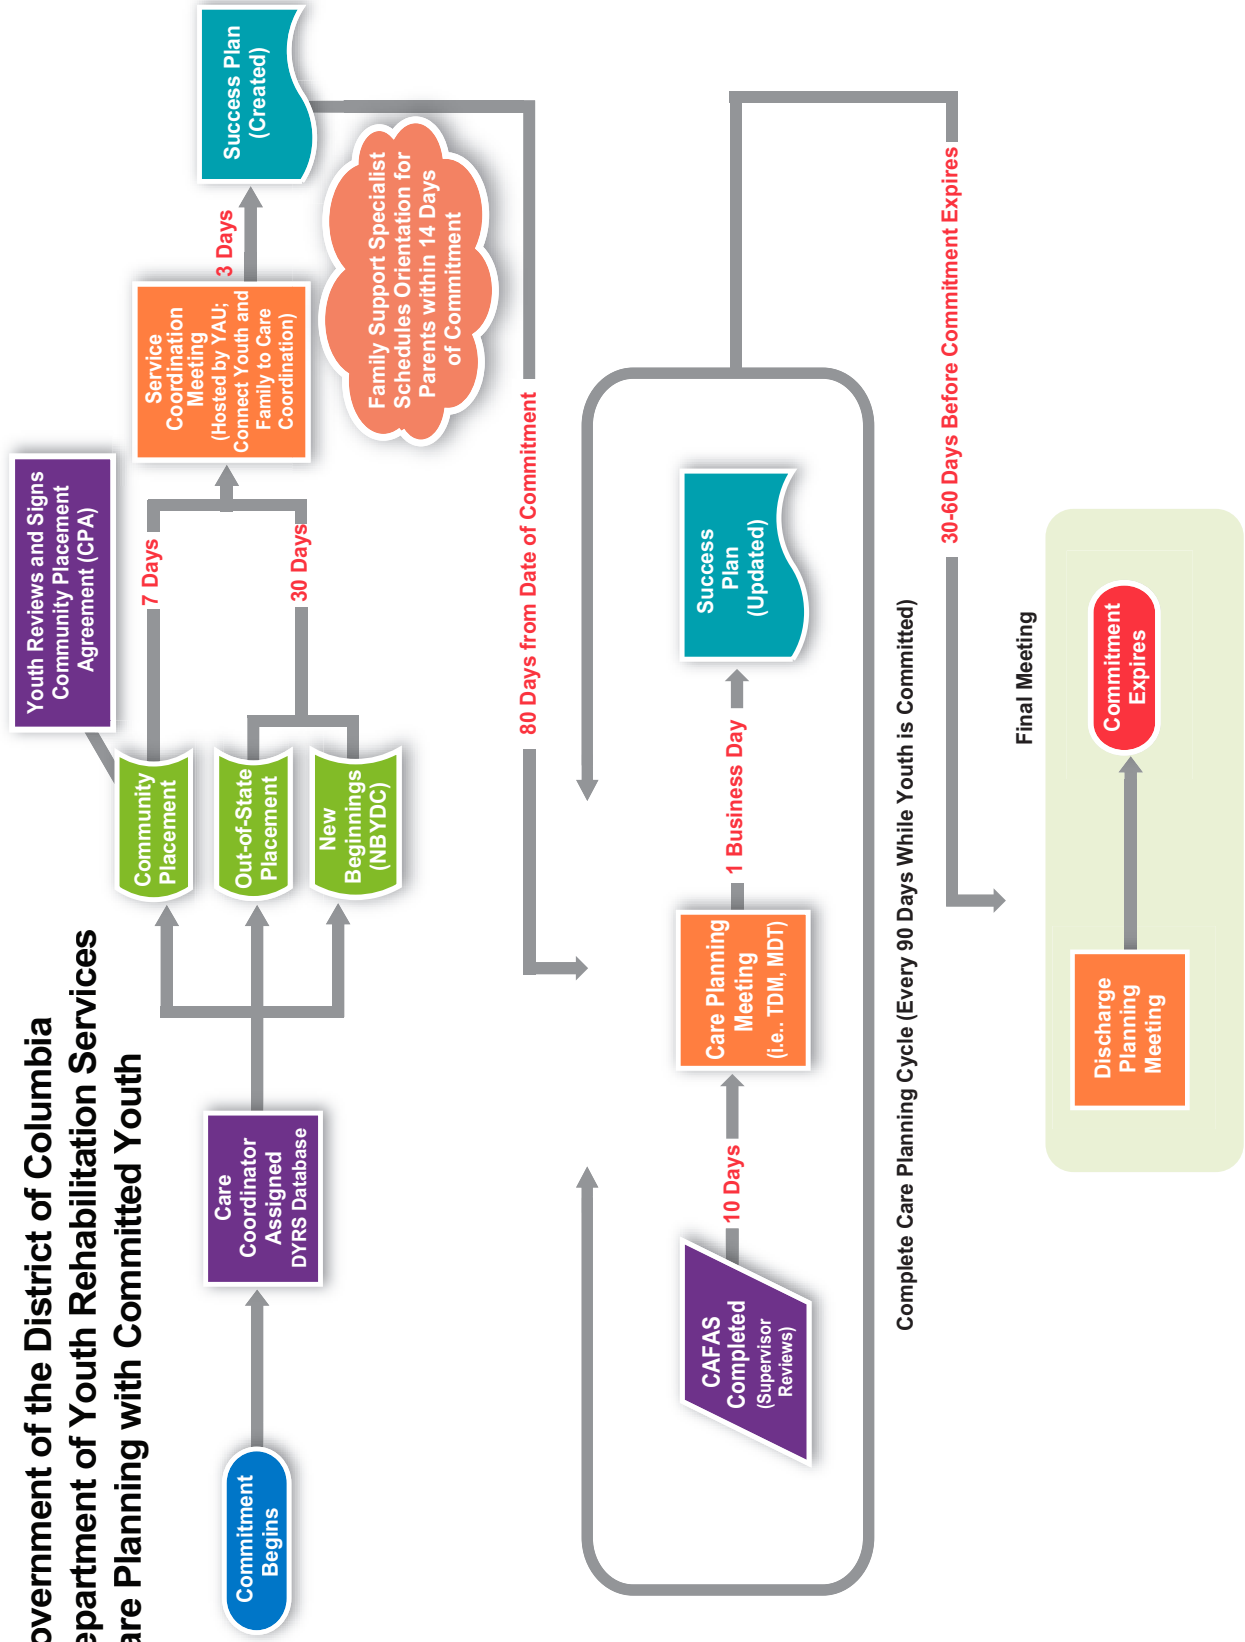 overnment of the District of Columbia
epartment of Youth Rehabilitation Services
are Planning with Committed Youth
Commitment
Begins
Care
Coordinator
Assigned
DYRS Database
Community
Placement
Out-of-State
Placement
New
Beginnings
(NBYDC)
Youth Reviews and Signs
Community Placement
Agreement (CPA)
7 Days
30 Days
Service
Coordination
Meeting
(Hosted by YAU;
Connect Youth and
Family to Care
Coordination)
3 Days
Success Plan
(Created)
Family Support Specialist
Schedules Orientation for
Parents within 14 Days
of Commitment
80 Days from Date of Commitment
CAFAS
Completed
(Supervisor
Reviews)
10 Days
Care Planning
Meeting
(i.e.. TDM, MDT)
1 Business Day
Success
Plan
(Updated)
Complete Care Planning Cycle (Every 90 Days While Youth is Committed)
30-60 Days Before Commitment Expires
Final Meeting
Discharge
Planning
Meeting
Commitment
Expires